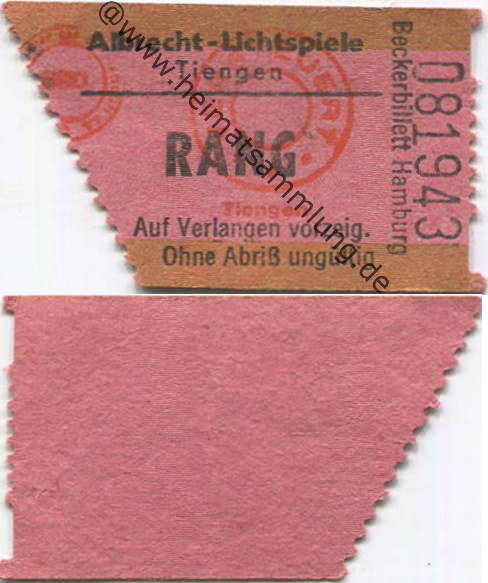 Albrecht-Lichtspiele
Tiengen
RANG
Tiengen
Auf Verlangen vorzeig.
Ohne Abriß ungültig
Beckerbillett Hamburg
081943
@www.heimatsammlung.de